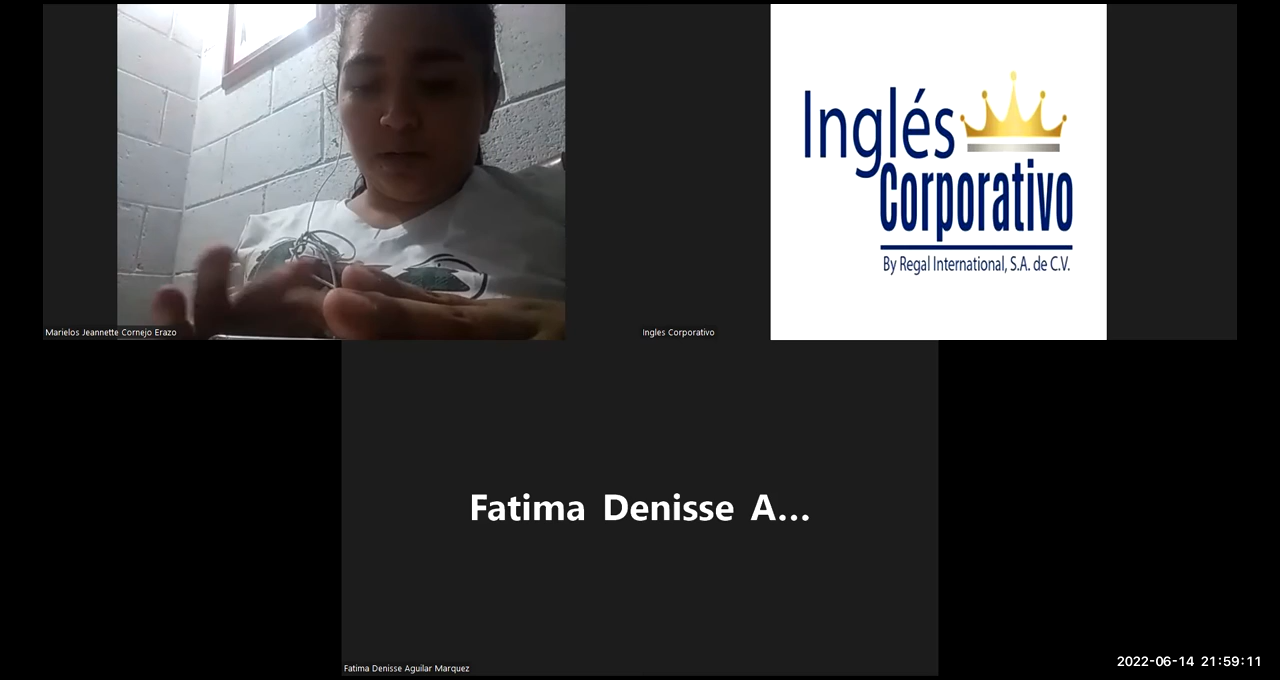 Inglés
Corporativo
By Regal International, S.A. de C.V.
Marielos Jeannette Cornejo Erazo
Ingles Corporativo
Fatima Denisse A...
Fatima Denisse Aguilar Marquez
2022-06-14 21:59:11